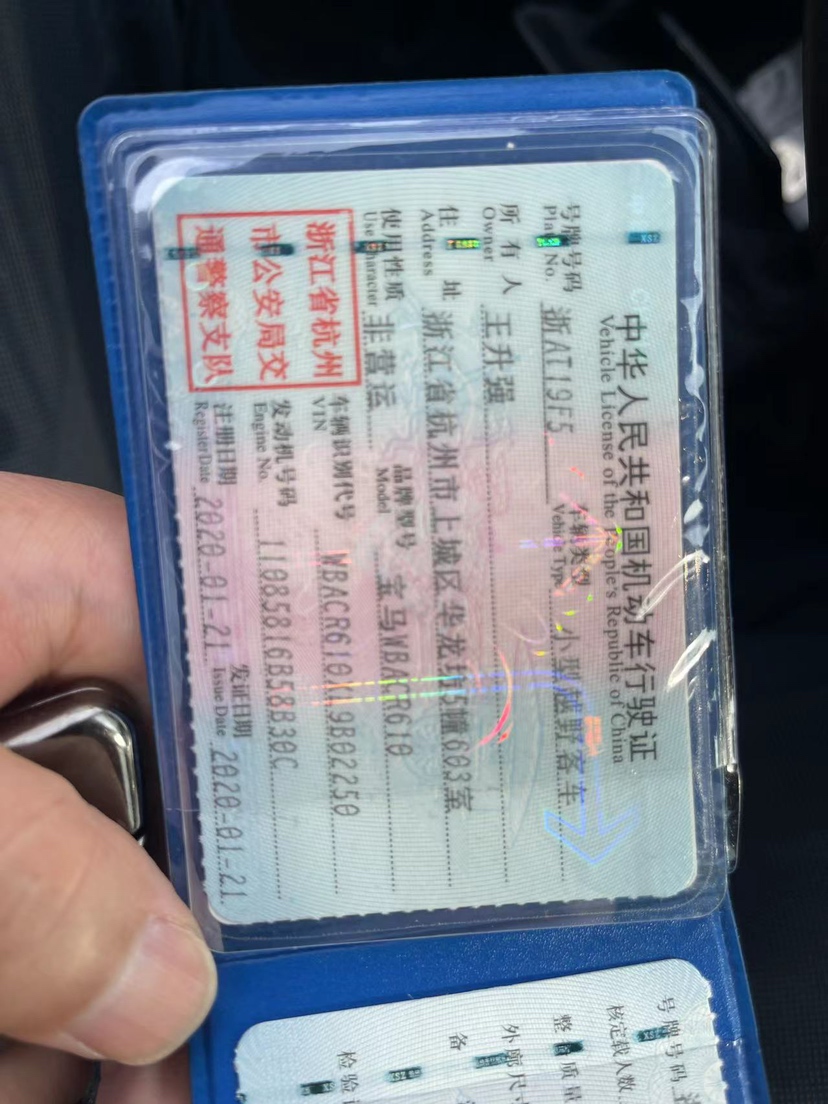 中华人民共和国机动车行驶证
Vehicle License of the People's Republic of China
号牌号码 浙AT19F5 车辆类型 小型越野客车
Plate No. Vehicle Type
所有人 王升强
Owner
住址 浙江省杭州市上城区华龙坊5幢603室
Address
使用性质 非营运 品牌型号 宝马WBACR610
Use Character Model
浙江省杭州
市公安局交
通警察支队
车辆识别代号
VIN
发动机号码 11085816B58B30C
Engine No.
注册日期 2020-01-21 发证日期 2020-01-21
Register Date Issue Date
号牌号码
核定载人数
整 质量
外廓尺寸
备
检验